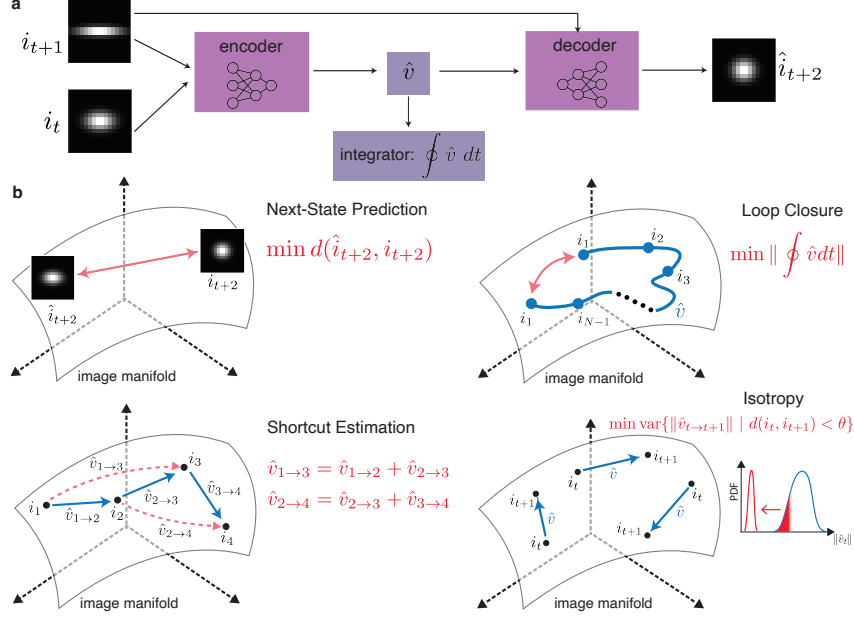 a
i_{t+1}
i_t
encoder
v̂
decoder
î_{t+2}
integrator: ∮ v̂ dt
b
Next-State Prediction
min d(î_{t+2}, i_{t+2})
i_{t+2}
î_{t+2}
image manifold
Loop Closure
min ‖ ∮ v̂dt‖
i_1
i_2
i_3
i_1
i_{N−1}
v̂
image manifold
Shortcut Estimation
v̂_{1→3} = v̂_{1→2} + v̂_{2→3}
v̂_{2→4} = v̂_{2→3} + v̂_{3→4}
v̂_{1→3}
i_3
i_1
v̂_{1→2}
i_2
v̂_{2→3}
v̂_{3→4}
v̂_{2→4}
i_4
image manifold
Isotropy
min var{‖v̂_{t→t+1}‖ | d(i_t, i_{t+1}) < θ}
i_t
v̂
i_{t+1}
i_{t+1}
v̂
i_t
i_t
v̂
i_{t+1}
image manifold
PDF
‖v̂_t‖